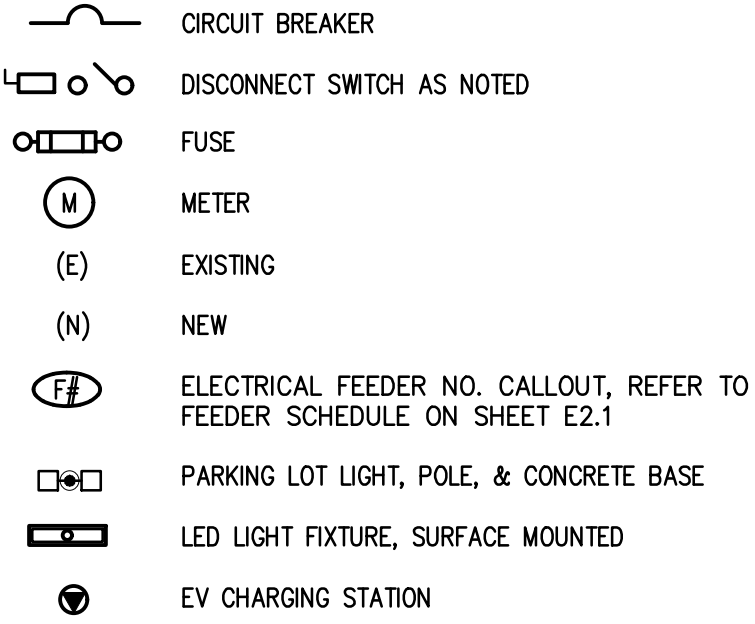 CIRCUIT BREAKER
DISCONNECT SWITCH AS NOTED
FUSE
M METER
(E) EXISTING
(N) NEW
F# ELECTRICAL FEEDER NO. CALLOUT, REFER TO
FEEDER SCHEDULE ON SHEET E2.1
PARKING LOT LIGHT, POLE, & CONCRETE BASE
LED LIGHT FIXTURE, SURFACE MOUNTED
EV CHARGING STATION